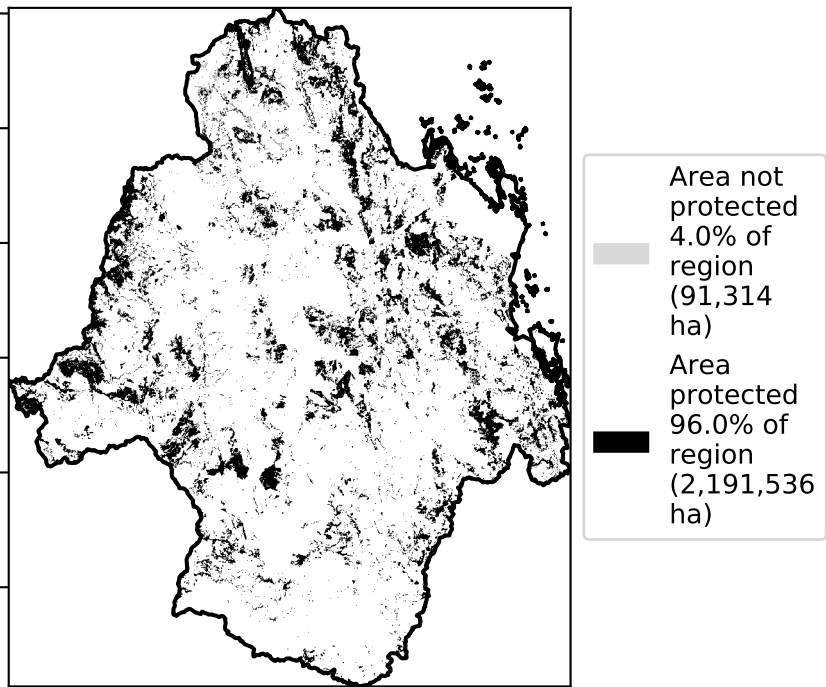 Area not
protected
4.0% of
region
(91,314
ha)
Area
protected
96.0% of
region
(2,191,536
ha)